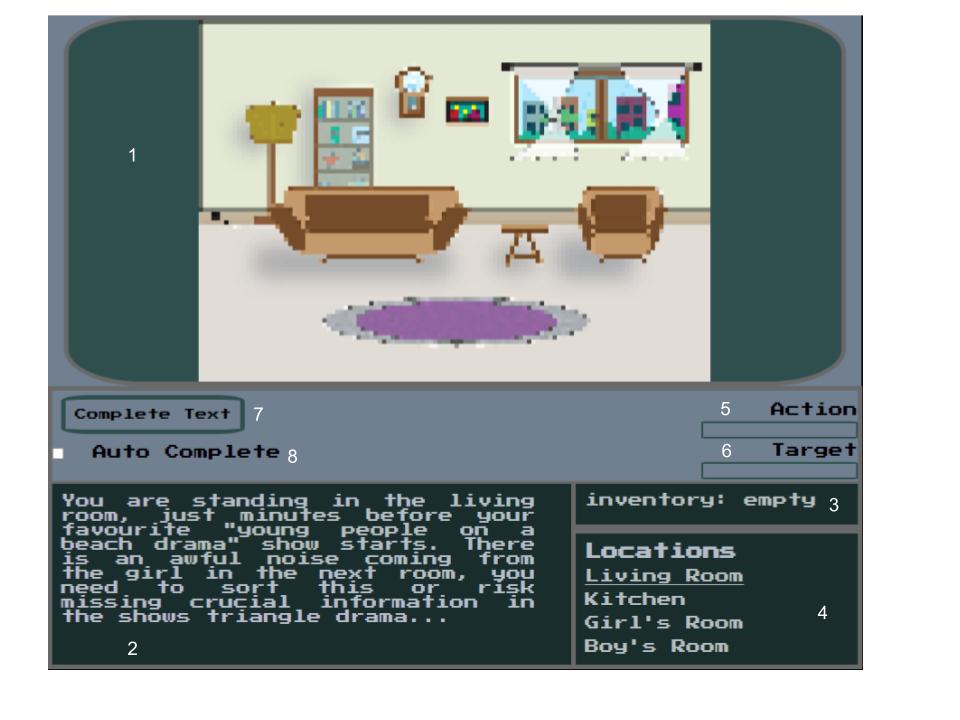 1
Complete Text 7
Auto Complete 8
5 Action
6 Target
You are standing in the living
room, just minutes before your
favourite "young people on a
beach drama" show starts. There
is an awful noise coming from
the girl in the next room, you
need to sort this or risk
missing crucial information in
the shows triangle drama...
2
inventory: empty 3
Locations
Living Room
Kitchen
Girl's Room
Boy's Room
4